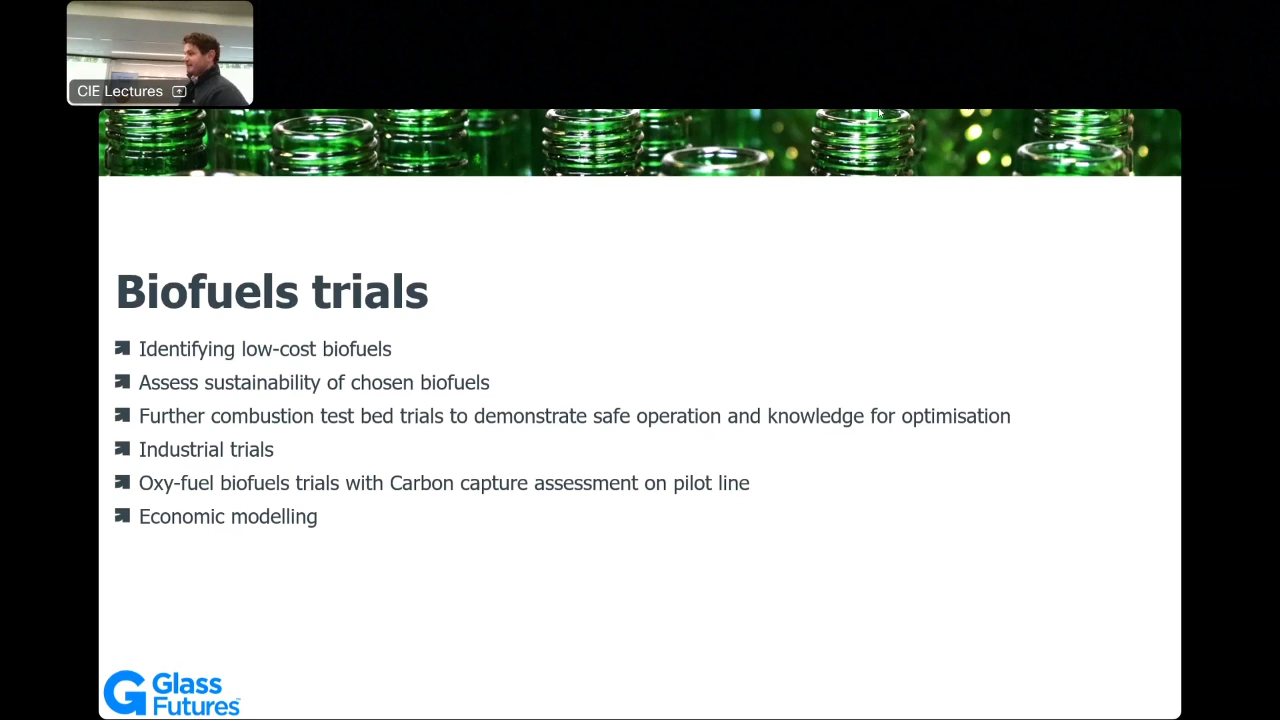 CIE Lectures
Biofuels trials
Identifying low-cost biofuels
Assess sustainability of chosen biofuels
Further combustion test bed trials to demonstrate safe operation and knowledge for optimisation
Industrial trials
Oxy-fuel biofuels trials with Carbon capture assessment on pilot line
Economic modelling
Glass
Futures™